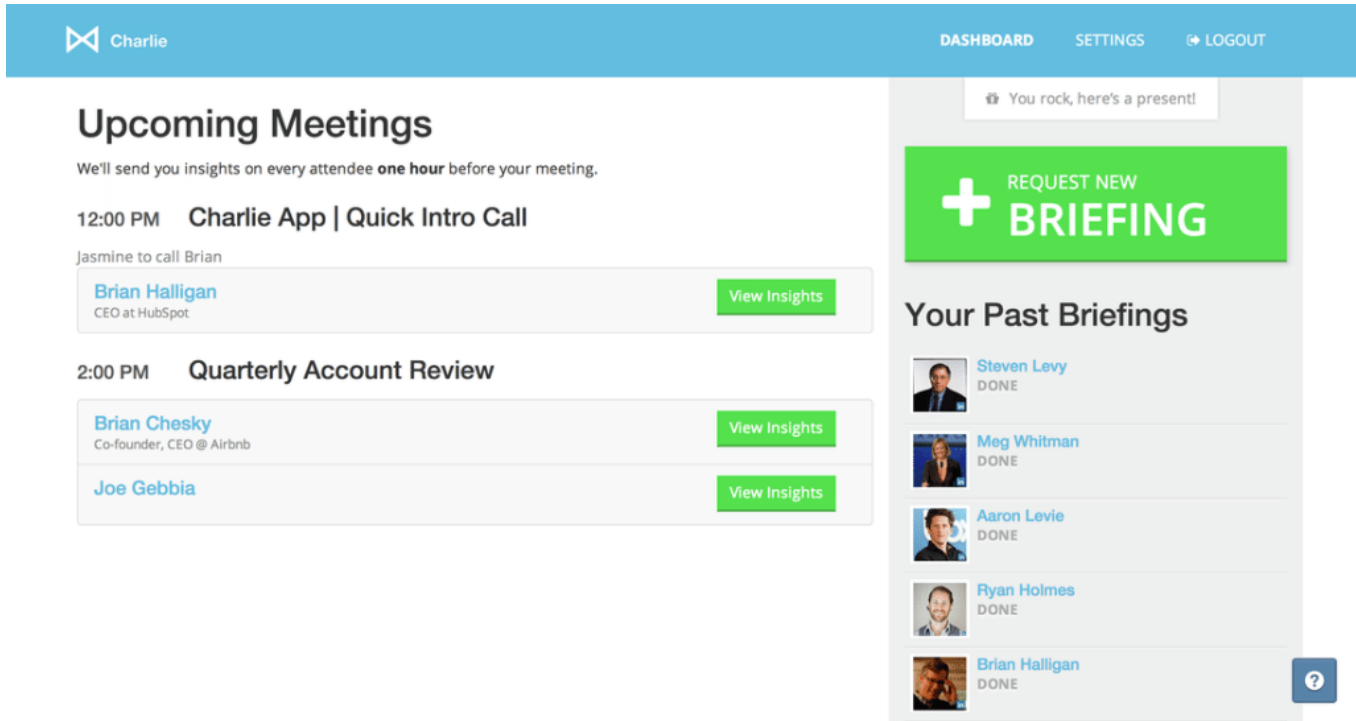 Charlie
DASHBOARD SETTINGS LOGOUT
Upcoming Meetings
We'll send you insights on every attendee one hour before your meeting.
12:00 PM Charlie App | Quick Intro Call
Jasmine to call Brian
Brian Halligan
CEO at HubSpot
View Insights
2:00 PM Quarterly Account Review
Brian Chesky
Co-founder, CEO @ Airbnb
View Insights
Joe Gebbia
View Insights
You rock, here's a present!
REQUEST NEW
BRIEFING
Your Past Briefings
Steven Levy
DONE
Meg Whitman
DONE
Aaron Levie
DONE
Ryan Holmes
DONE
Brian Halligan
DONE
?